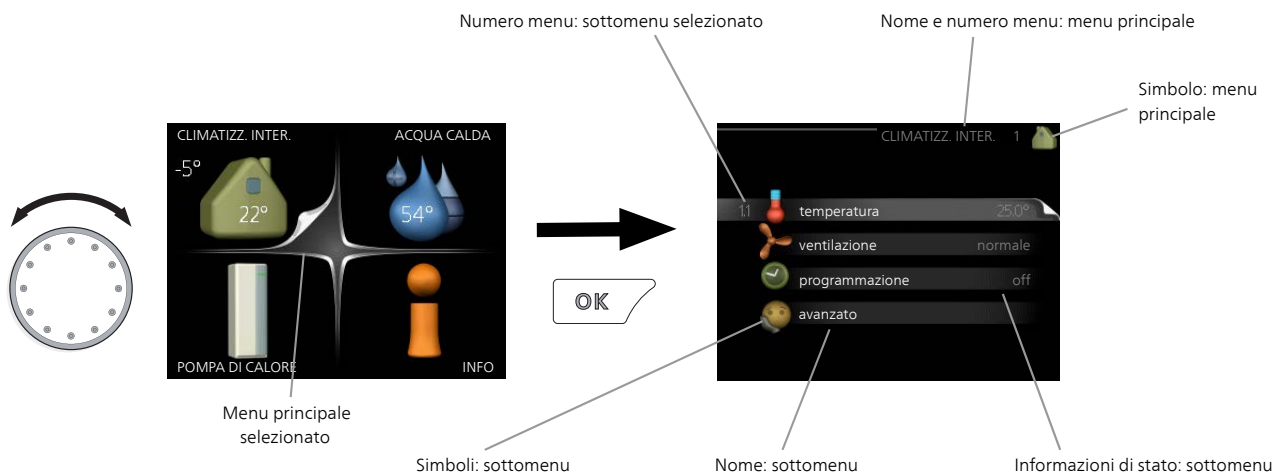 Numero menu: sottomenu selezionato
Nome e numero menu: menu principale
Simbolo: menu
principale
CLIMATIZZ. INTER.
ACQUA CALDA
-5°
22°
54°
POMPA DI CALORE
INFO
Menu principale
selezionato
OK
CLIMATIZZ. INTER. 1
1.1 temperatura 25.0°
ventilazione normale
programmazione off
avanzato
Simboli: sottomenu
Nome: sottomenu
Informazioni di stato: sottomenu